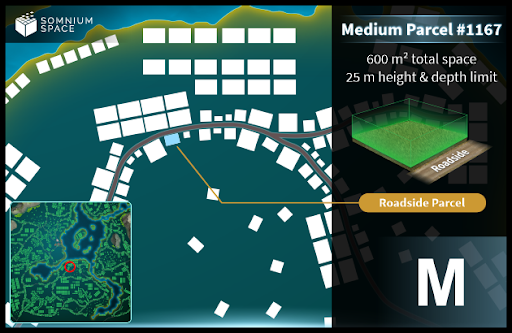 SOMNIUM
SPACE
Medium Parcel #1167
600 m² total space
25 m height & depth limit
Roadside
Roadside Parcel
M